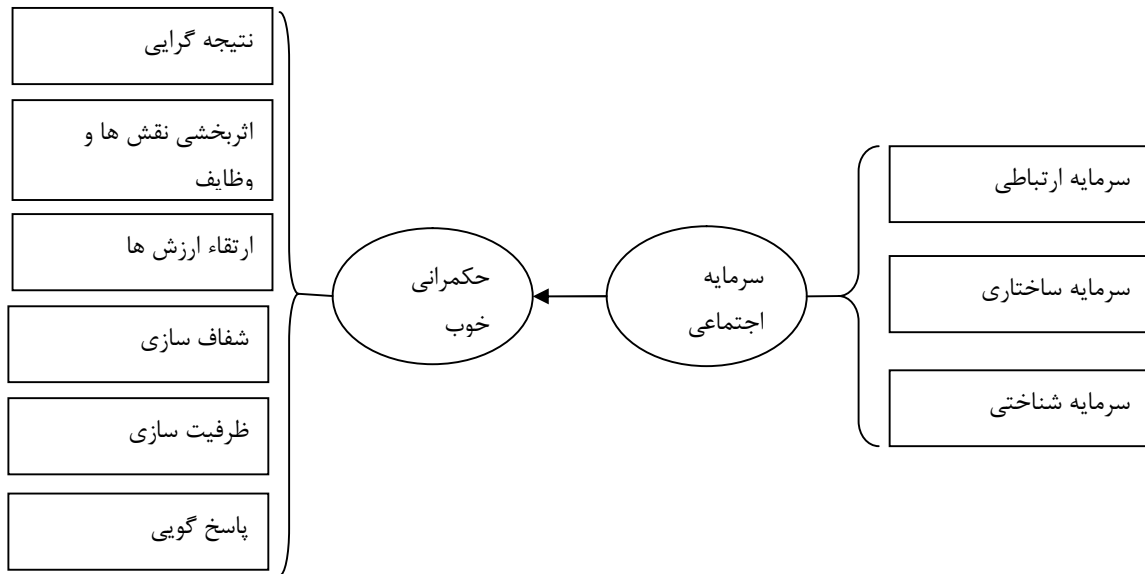 سرمایه ارتباطی
سرمایه ساختاری
سرمایه شناختی
سرمایه
اجتماعی
حکمرانی
خوب
نتیجه گرایی
اثربخشی نقش ها و
وظایف
ارتقاء ارزش ها
شفاف سازی
ظرفیت سازی
پاسخ گویی